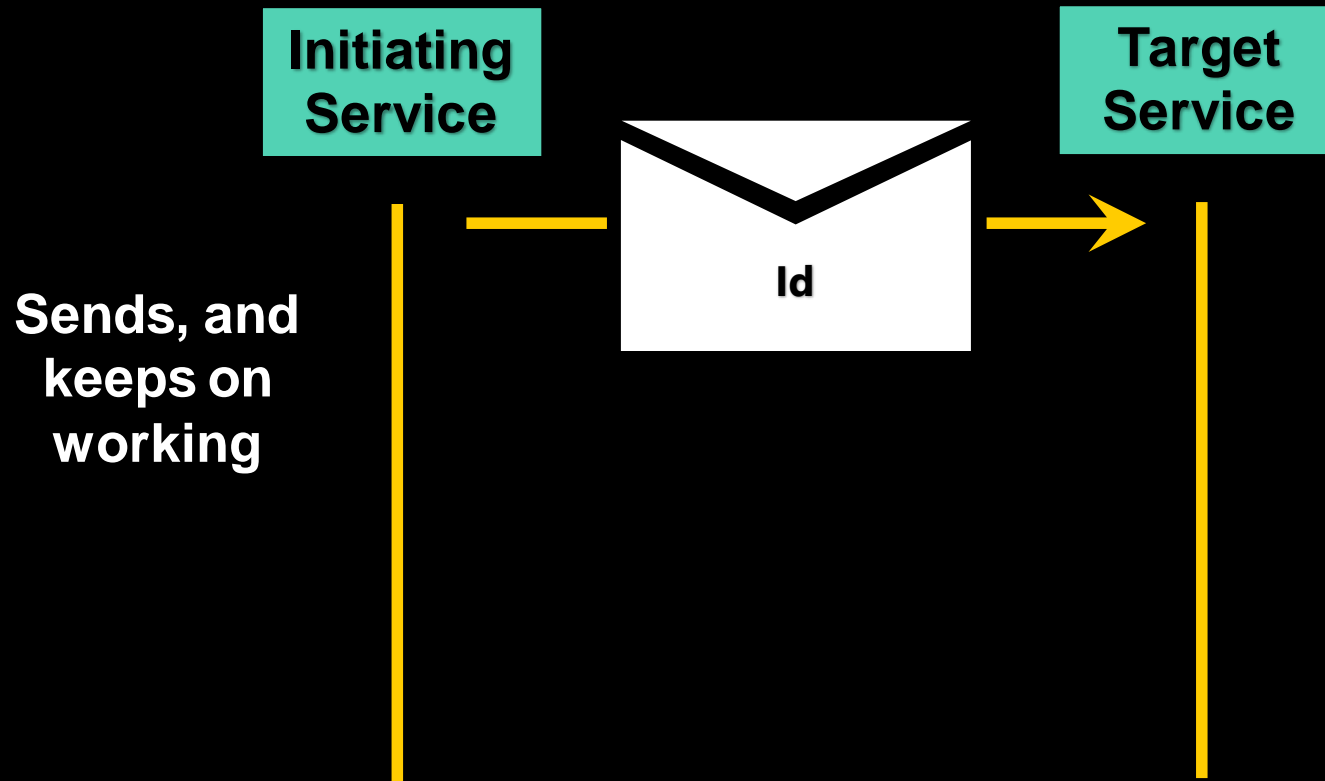 Initiating
Service
Target
Service
Id
Sends, and
keeps on
working